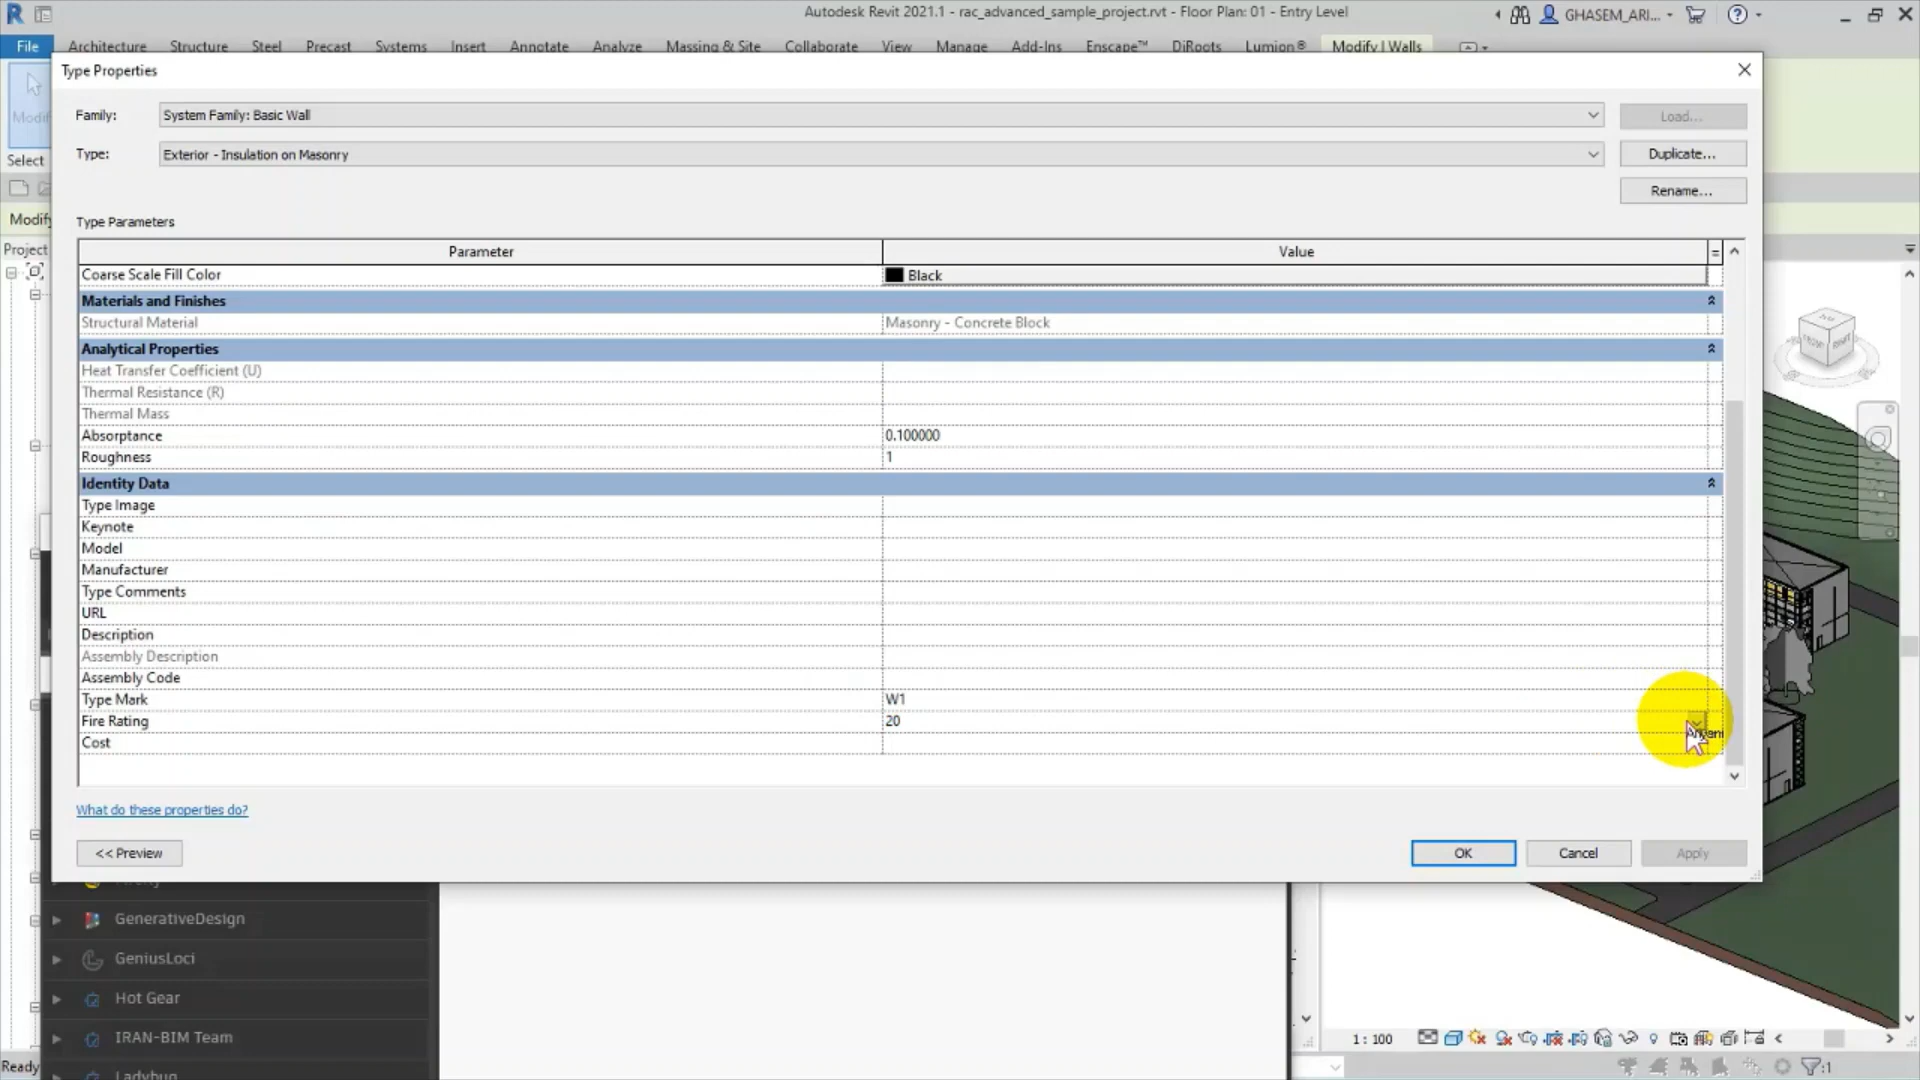 Autodesk Revit 2021.1 - rac_advanced_sample_project.rvt - Floor Plan: 01 - Entry Level
GHASEM_ARI...
File Architecture Structure Steel Precast Systems Insert Annotate Analyze Massing & Site Collaborate View Manage Add-Ins Enscape™ DiRoots Lumion® Modify | Walls
Type Properties
Family: System Family: Basic Wall Load...
Type: Exterior - Insulation on Masonry Duplicate...
Select
Rename...
Type Parameters
Project
Parameter Value
Coarse Scale Fill Color Black
Materials and Finishes
Structural Material Masonry - Concrete Block
Analytical Properties
Heat Transfer Coefficient (U)
Thermal Resistance (R)
Thermal Mass
Absorptance 0.100000
Roughness 1
Identity Data
Type Image
Keynote
Model
Manufacturer
Type Comments
URL
Description
Assembly Description
Assembly Code
Type Mark W1
Fire Rating 20
Cost
What do these properties do?
<< Preview OK Cancel Apply
GenerativeDesign
GeniusLoci
Hot Gear
IRAN-BIM Team
1 : 100
Ready
Ladybug
:1